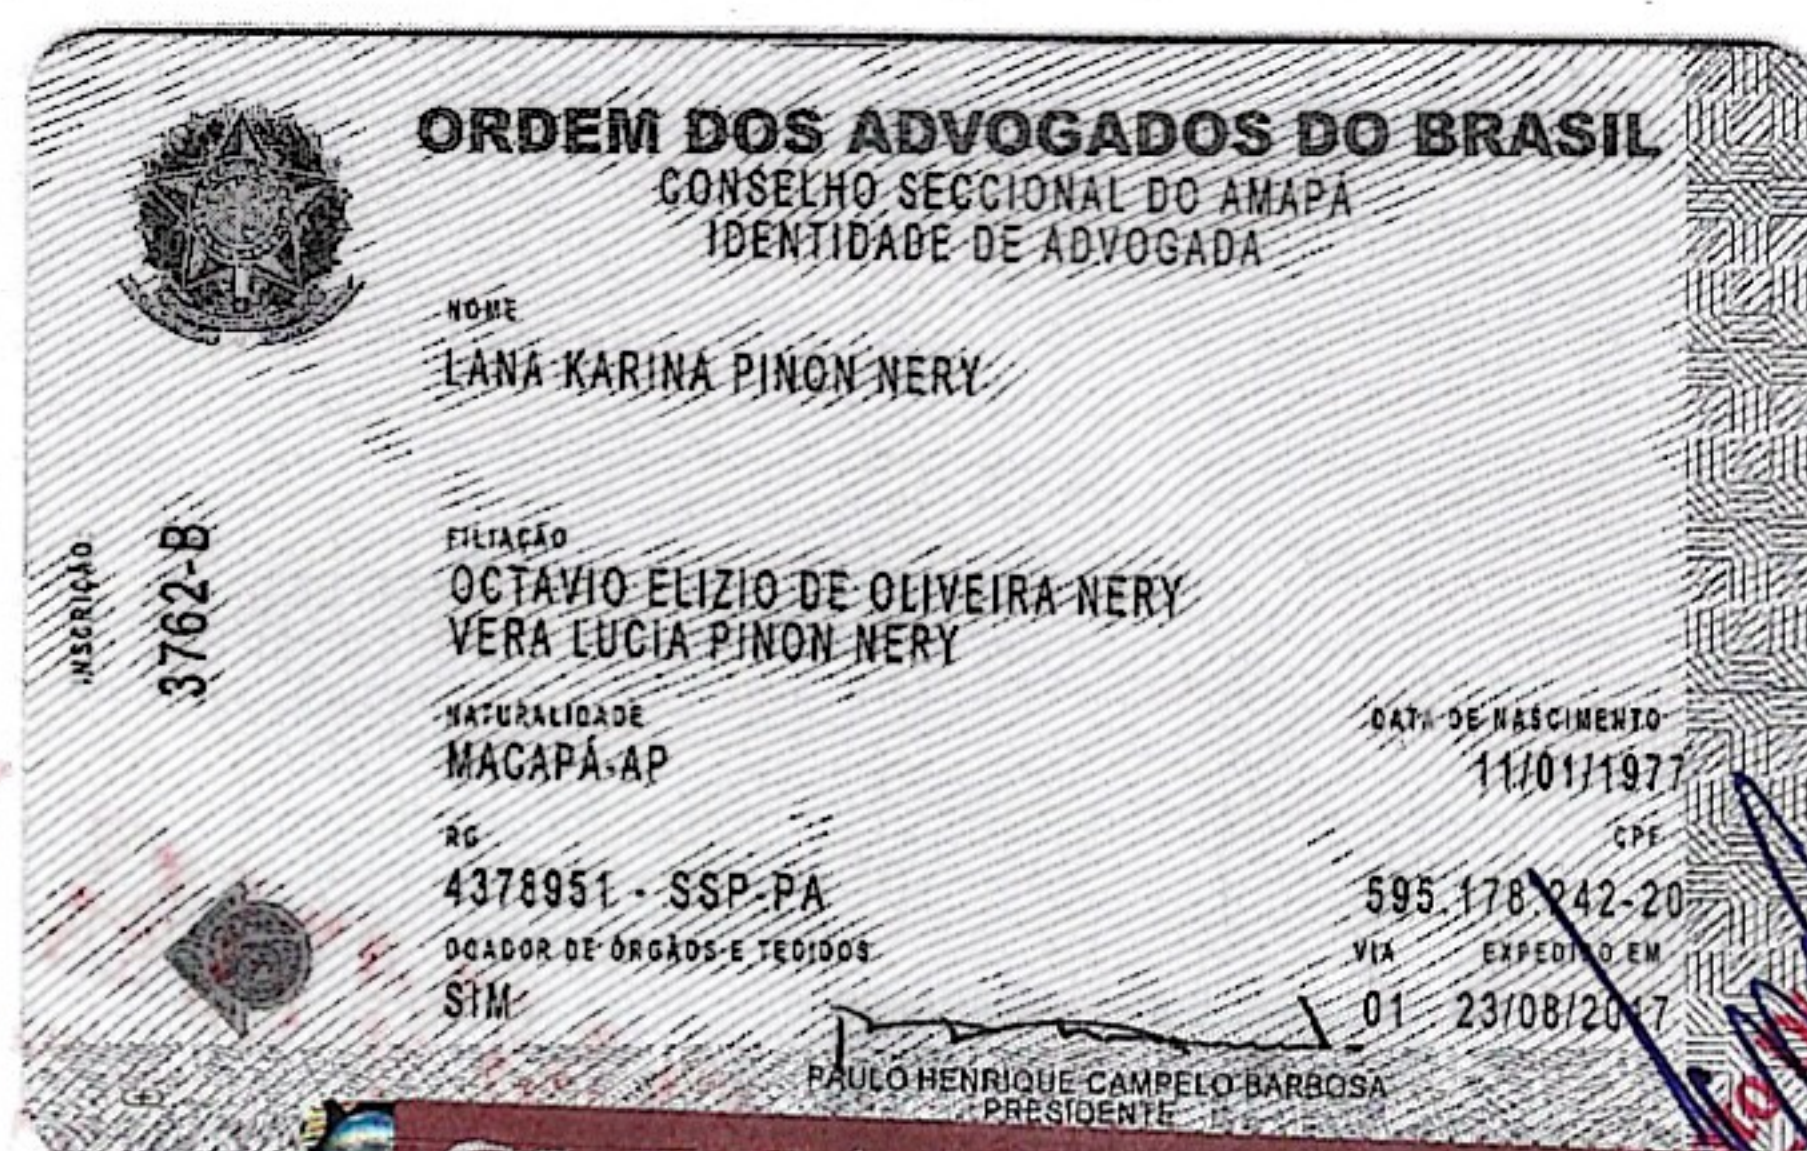 ORDEM DOS ADVOGADOS DO BRASIL
CONSELHO SECCIONAL DO AMAPÁ
IDENTIDADE DE ADVOGADA
NOME
LANA KARINA PINON NERY
INSCRIÇÃO:
3762-B
FILIAÇÃO
OCTAVIO ELIZIO DE OLIVEIRA NERY
VERA LUCIA PINON NERY
NATURALIDADE DATA DE NASCIMENTO
MACAPÁ-AP 11/01/1977
RG CPF
4378951 - SSP-PA 595.178.242-20
DOADOR DE ÓRGÃOS E TECIDOS VIA EXPEDIDO EM
SIM 01 23/08/2017
PAULO HENRIQUE CAMPELO BARBOSA
PRESIDENTE